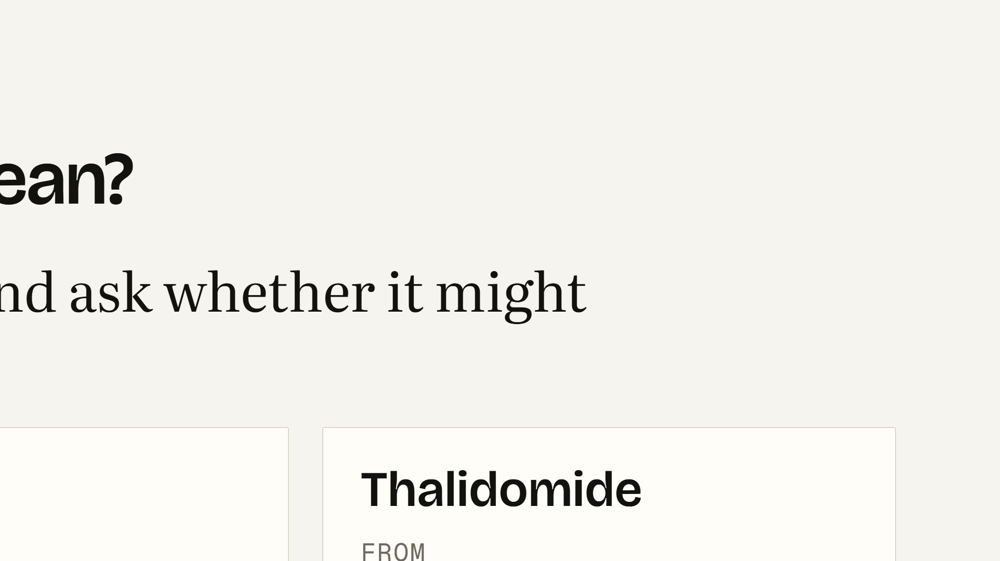 ean?
nd ask whether it might
Thalidomide
FROM